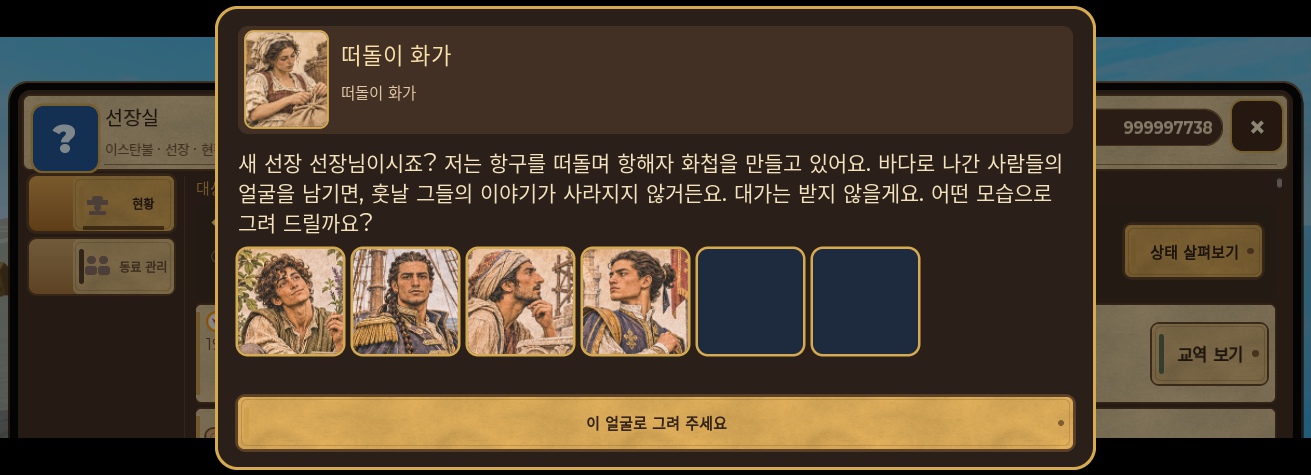 떠돌이 화가
떠돌이 화가
새 선장 선장님이시죠? 저는 항구를 떠돌며 항해자 화첩을 만들고 있어요. 바다로 나간 사람들의
얼굴을 남기면, 훗날 그들의 이야기가 사라지지 않거든요. 대가는 받지 않을게요. 어떤 모습으로
그려 드릴까요?
이 얼굴로 그려 주세요
?
선장실
이스탄불 · 선장 · 현
999997738
×
현황
동료 관리
상태 살펴보기
교역 보기